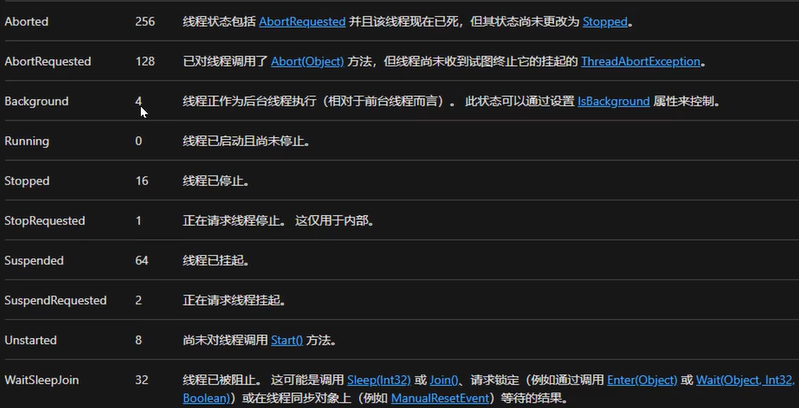 Aborted 256 线程状态包括 AbortRequested 并且该线程现在已死，但其状态尚未更改为 Stopped。
AbortRequested 128 已对线程调用了 Abort(Object) 方法，但线程尚未收到试图终止它的挂起的 ThreadAbortException。
Background 4 线程正作为后台线程执行（相对于前台线程而言）。 此状态可以通过设置 IsBackground 属性来控制。
Running 0 线程已启动且尚未停止。
Stopped 16 线程已停止。
StopRequested 1 正在请求线程停止。 这仅用于内部。
Suspended 64 线程已挂起。
SuspendRequested 2 正在请求线程挂起。
Unstarted 8 尚未对线程调用 Start() 方法。
WaitSleepJoin 32 线程已被阻止。 这可能是调用 Sleep(Int32) 或 Join()、请求锁定（例如通过调用 Enter(Object) 或 Wait(Object, Int32,
Boolean)）或在线程同步对象上（例如 ManualResetEvent）等待的结果。